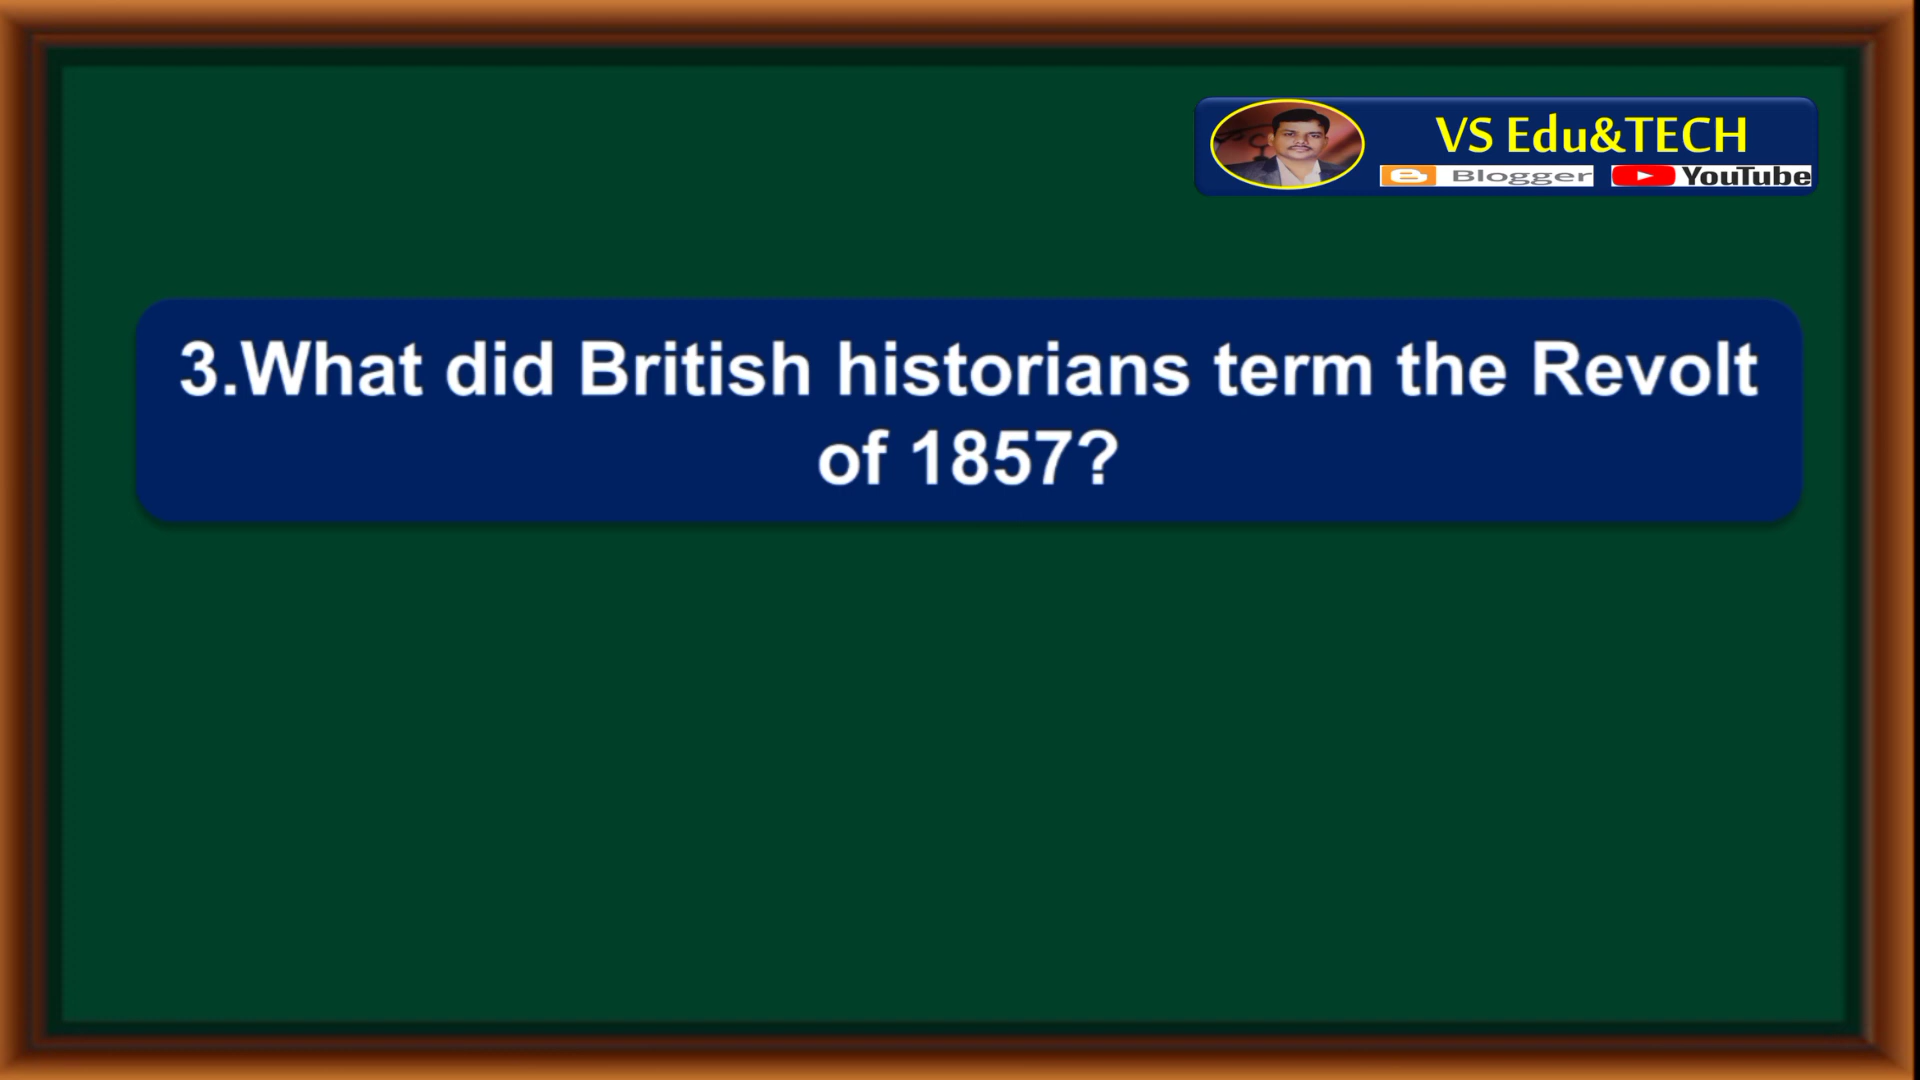 VS Edu&TECH
Blogger YouTube
3.What did British historians term the Revolt
of 1857?